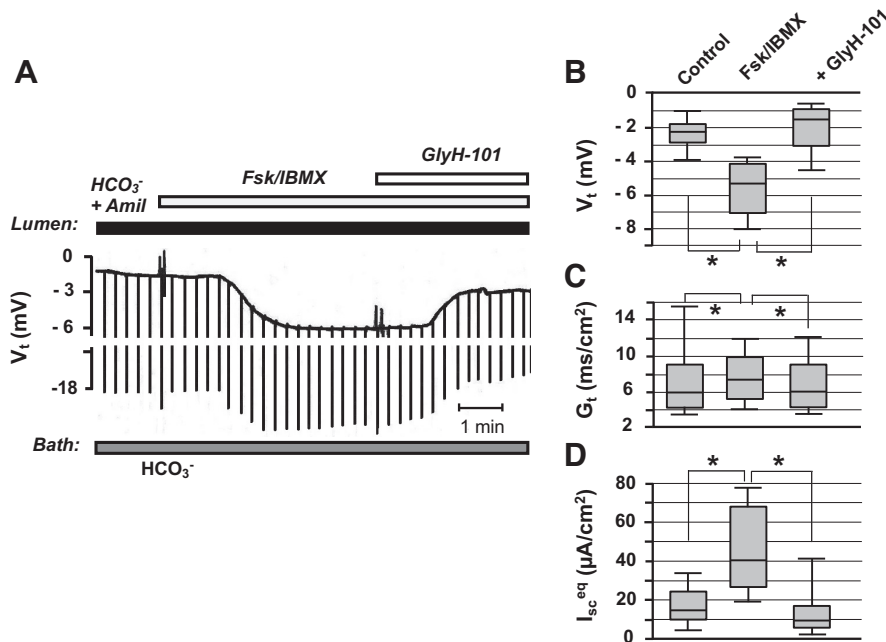 A
HCO₃⁻
+ Amil
Fsk/IBMX
GlyH-101
Lumen:
0
- 3
- 6
-18
Vₜ (mV)
1 min
Bath:
HCO₃⁻
B
Control
Fsk/IBMX
+ GlyH-101
0
- 2
- 4
- 6
- 8
Vₜ (mV)
* *
C
14
10
6
2
Gₜ (ms/cm²)
* *
D
80
60
40
20
0
Iₛc^eq (µA/cm²)
* *